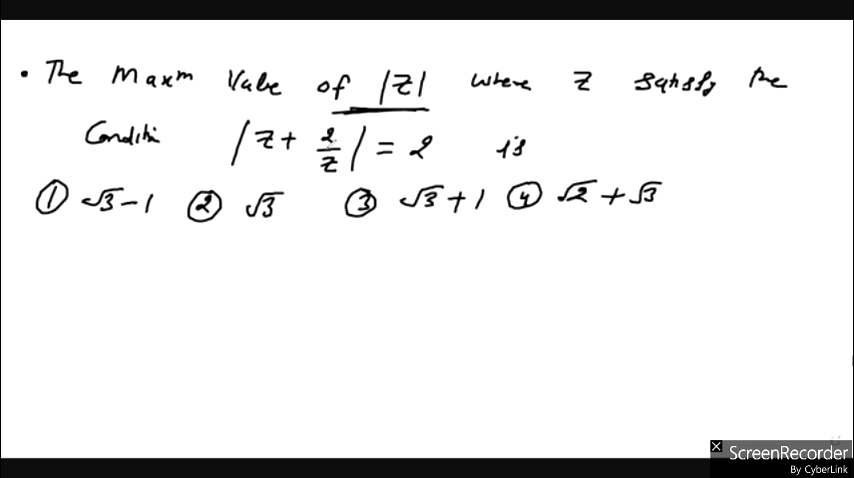 • The Maxm Value of |Z| where Z Satisfy the
Conditi |Z + 2/Z| = 2 is
① √3 - 1 ② √3 ③ √3 + 1 ④ √2 + √3
ScreenRecorder
By CyberLink